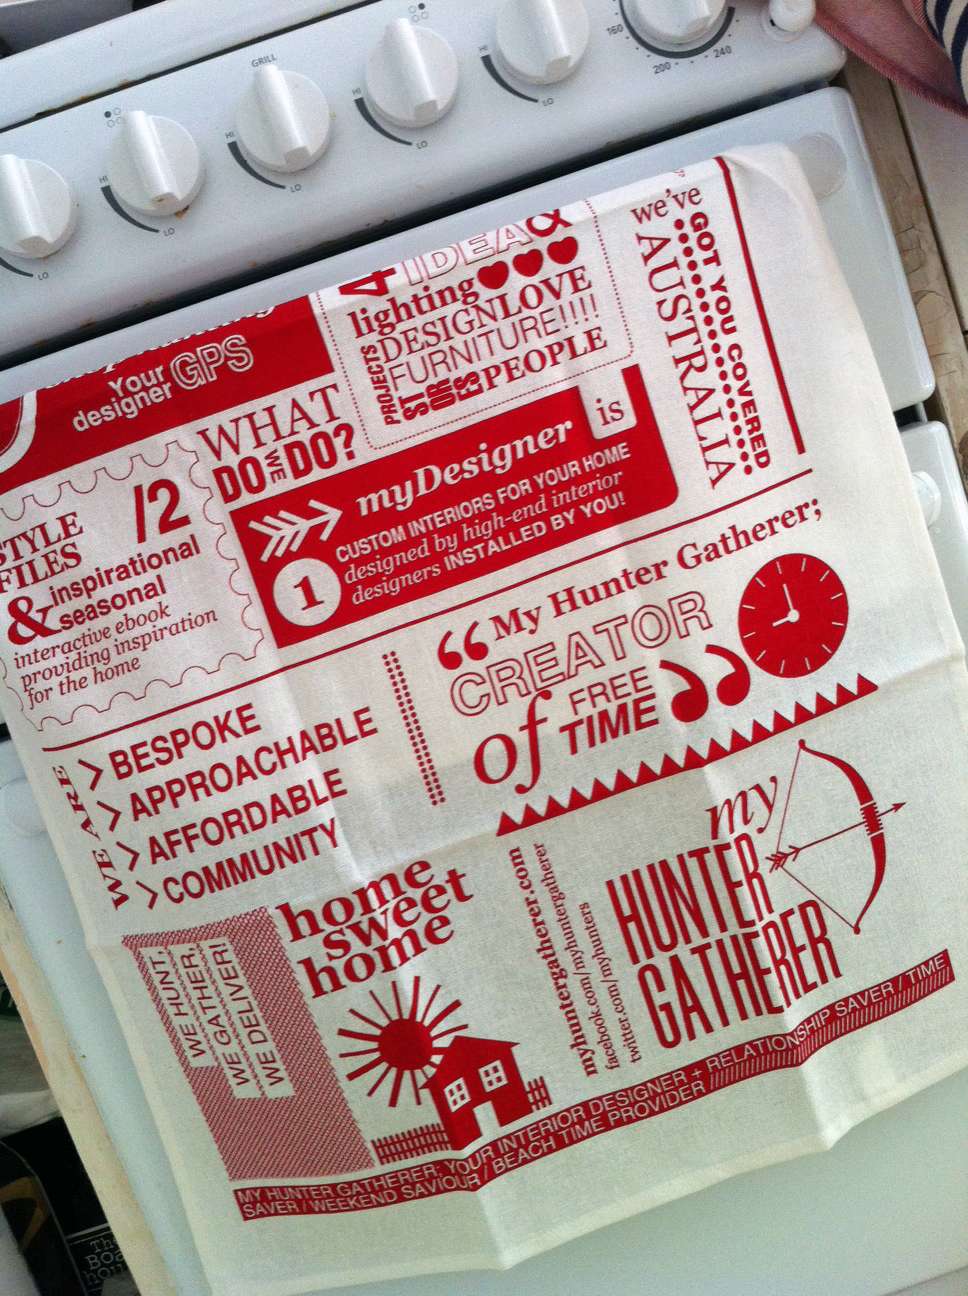 GRILL
HI
LO
HI
LO
HI
LO
HI
LO
LO
160
200
240
Your
designer GPS
4 IDEA&
lighting
DESIGNLOVE
FURNITURE!!!!
PROJECTS
STORIES PEOPLE
we've
GOT YOU COVERED
AUSTRALIA
WHAT
DO WE DO?
myDesigner is
1
CUSTOM INTERIORS FOR YOUR HOME
designed by high-end interior
designers INSTALLED BY YOU!
/2
STYLE
FILES
& inspirational
seasonal
interactive ebook
providing inspiration
for the home
“My Hunter Gatherer;
CREATOR
of FREE
TIME”
WE ARE
> BESPOKE
> APPROACHABLE
> AFFORDABLE
> COMMUNITY
home
sweet
home
WE HUNT,
WE GATHER,
WE DELIVER!
myhuntergatherer.com
facebook.com/myhuntergatherer
twitter.com/myhunters
my
HUNTER
GATHERER
MY HUNTER GATHERER: YOUR INTERIOR DESIGNER + RELATIONSHIP SAVER / TIME
SAVER / WEEKEND SAVIOUR / BEACH TIME PROVIDER